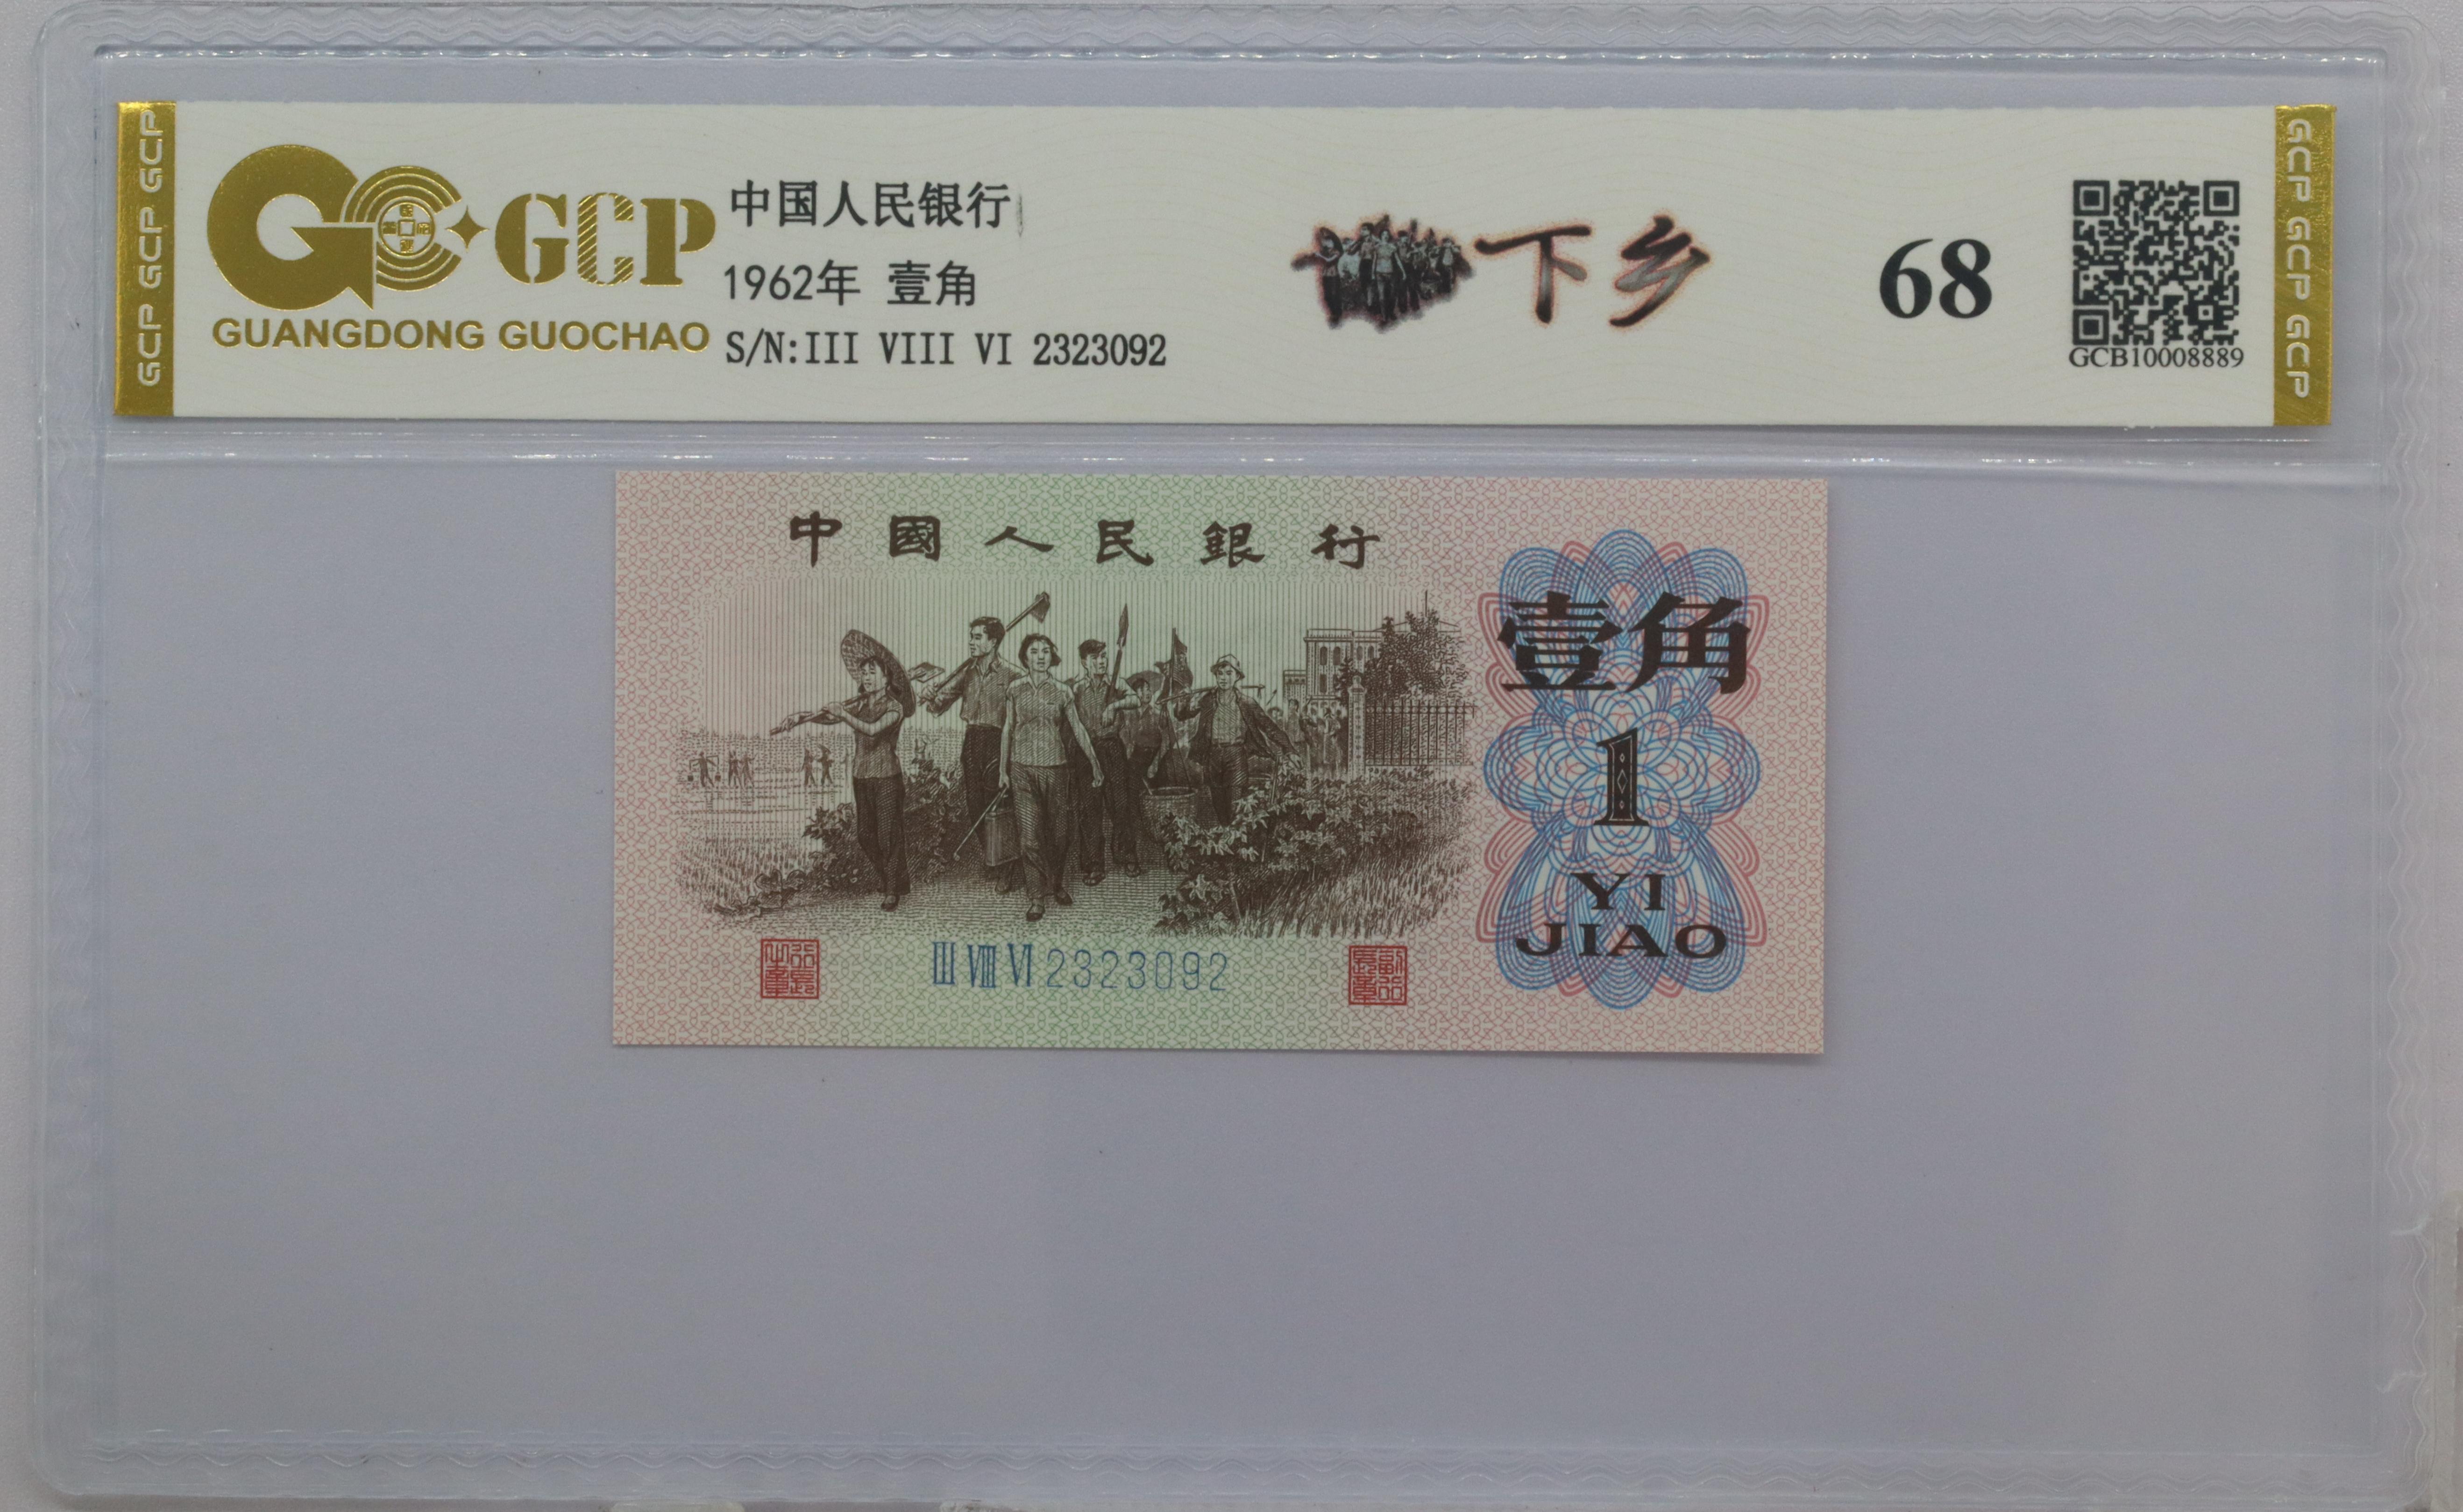 GCP GCP GCP
GCP
GUANGDONG GUOCHAO
中国人民银行
1962年 壹角
S/N:III VIII VI 2323092
下乡
68
GCB10008889
GCP GCP GCP
中國人民銀行
壹角
1
YI
JIAO
III VIII VI 2323092